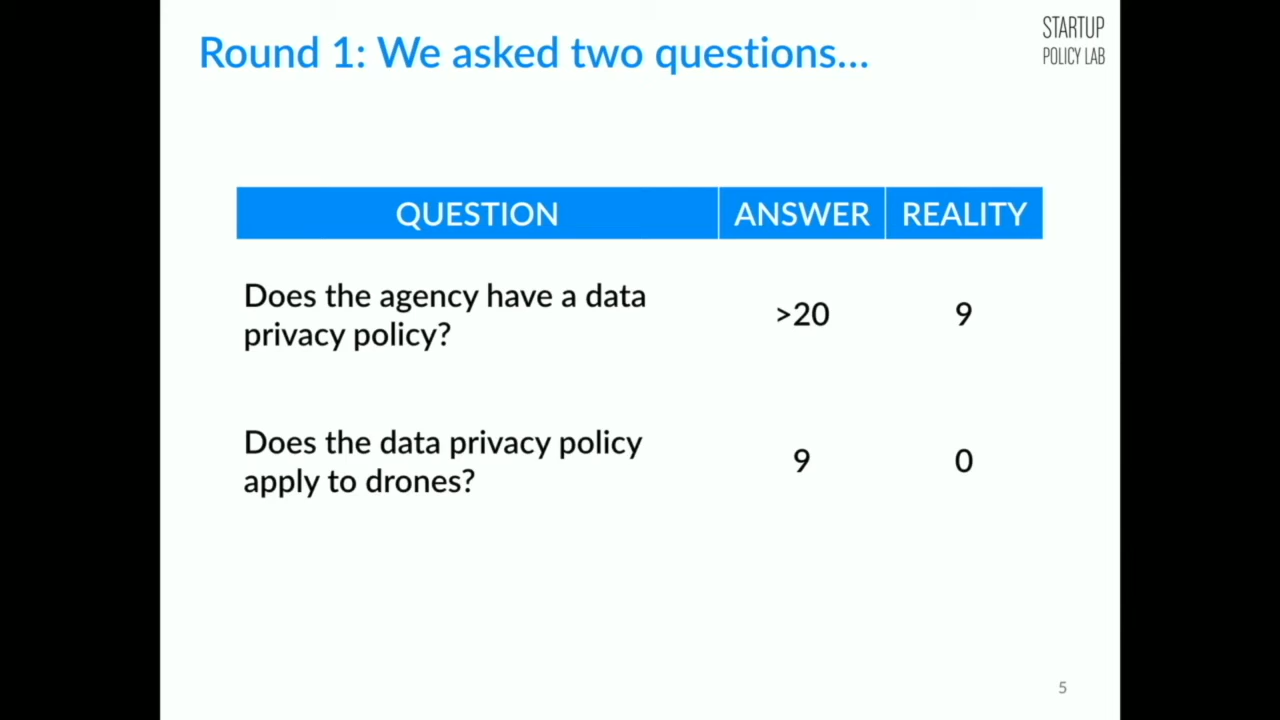 Round 1: We asked two questions...
STARTUP
POLICY LAB
QUESTION ANSWER REALITY
Does the agency have a data
privacy policy?
>20 9
Does the data privacy policy
apply to drones?
9 0
5